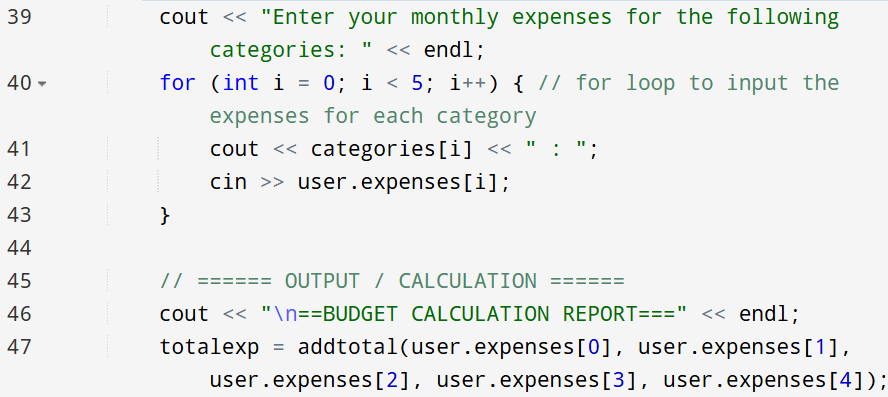 39 cout << "Enter your monthly expenses for the following
categories: " << endl;
40 for (int i = 0; i < 5; i++) { // for loop to input the
expenses for each category
41 cout << categories[i] << " : ";
42 cin >> user.expenses[i];
43 }
44
45 // ====== OUTPUT / CALCULATION ======
46 cout << "\n==BUDGET CALCULATION REPORT===" << endl;
47 totalexp = addtotal(user.expenses[0], user.expenses[1],
user.expenses[2], user.expenses[3], user.expenses[4]);